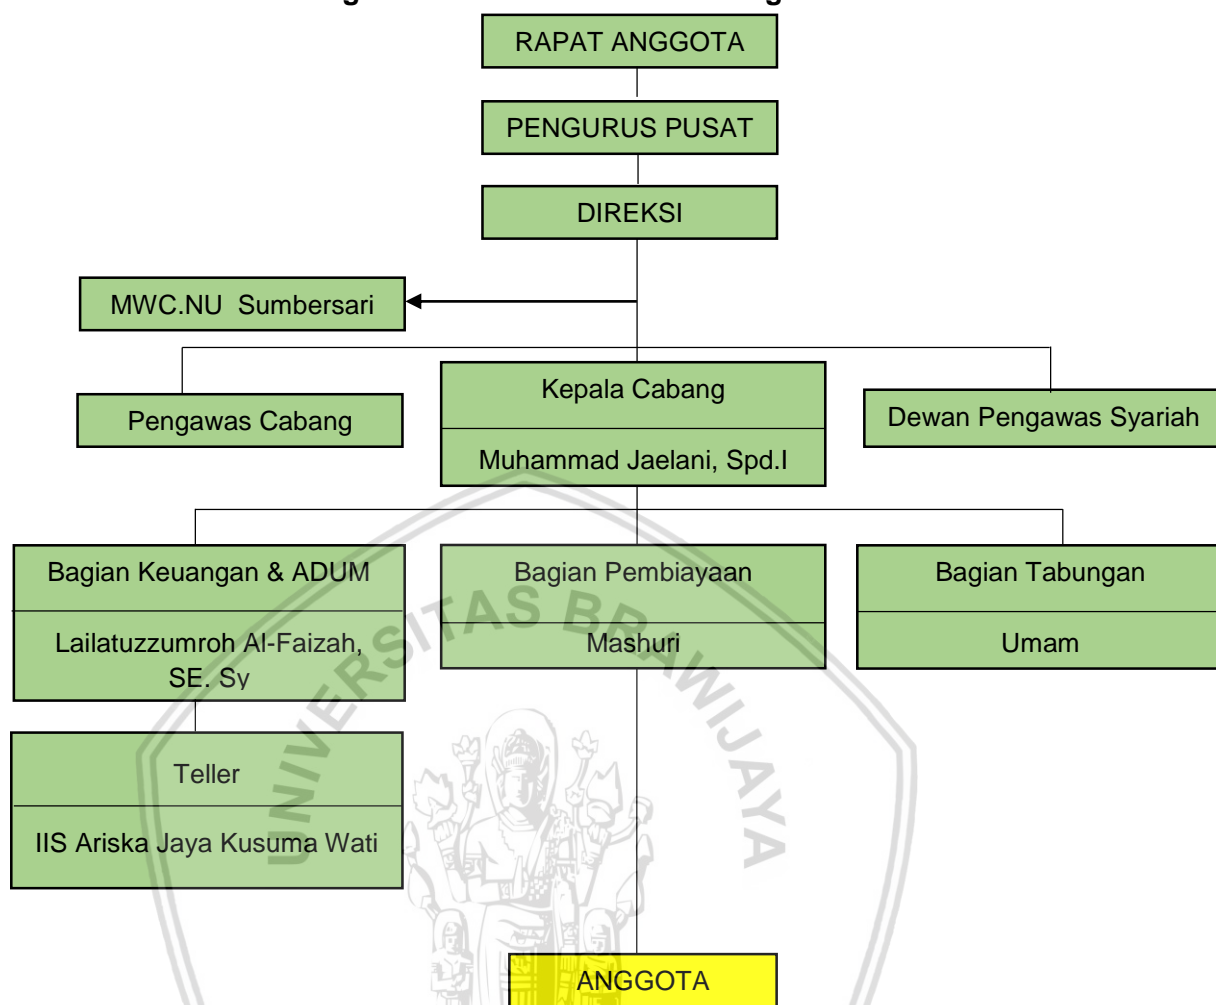 RAPAT ANGGOTA
PENGURUS PUSAT
DIREKSI
MWC.NU  Sumbersari
Pengawas Cabang
Kepala Cabang
Muhammad Jaelani, Spd.I
Dewan Pengawas Syariah
Bagian Keuangan & ADUM
Lailatuzzumroh Al-Faizah,
SE. Sy
Bagian Pembiayaan
Mashuri
Bagian Tabungan
Umam
Teller
IIS Ariska Jaya Kusuma Wati
ANGGOTA
UNIVERSITAS BRAWIJAYA